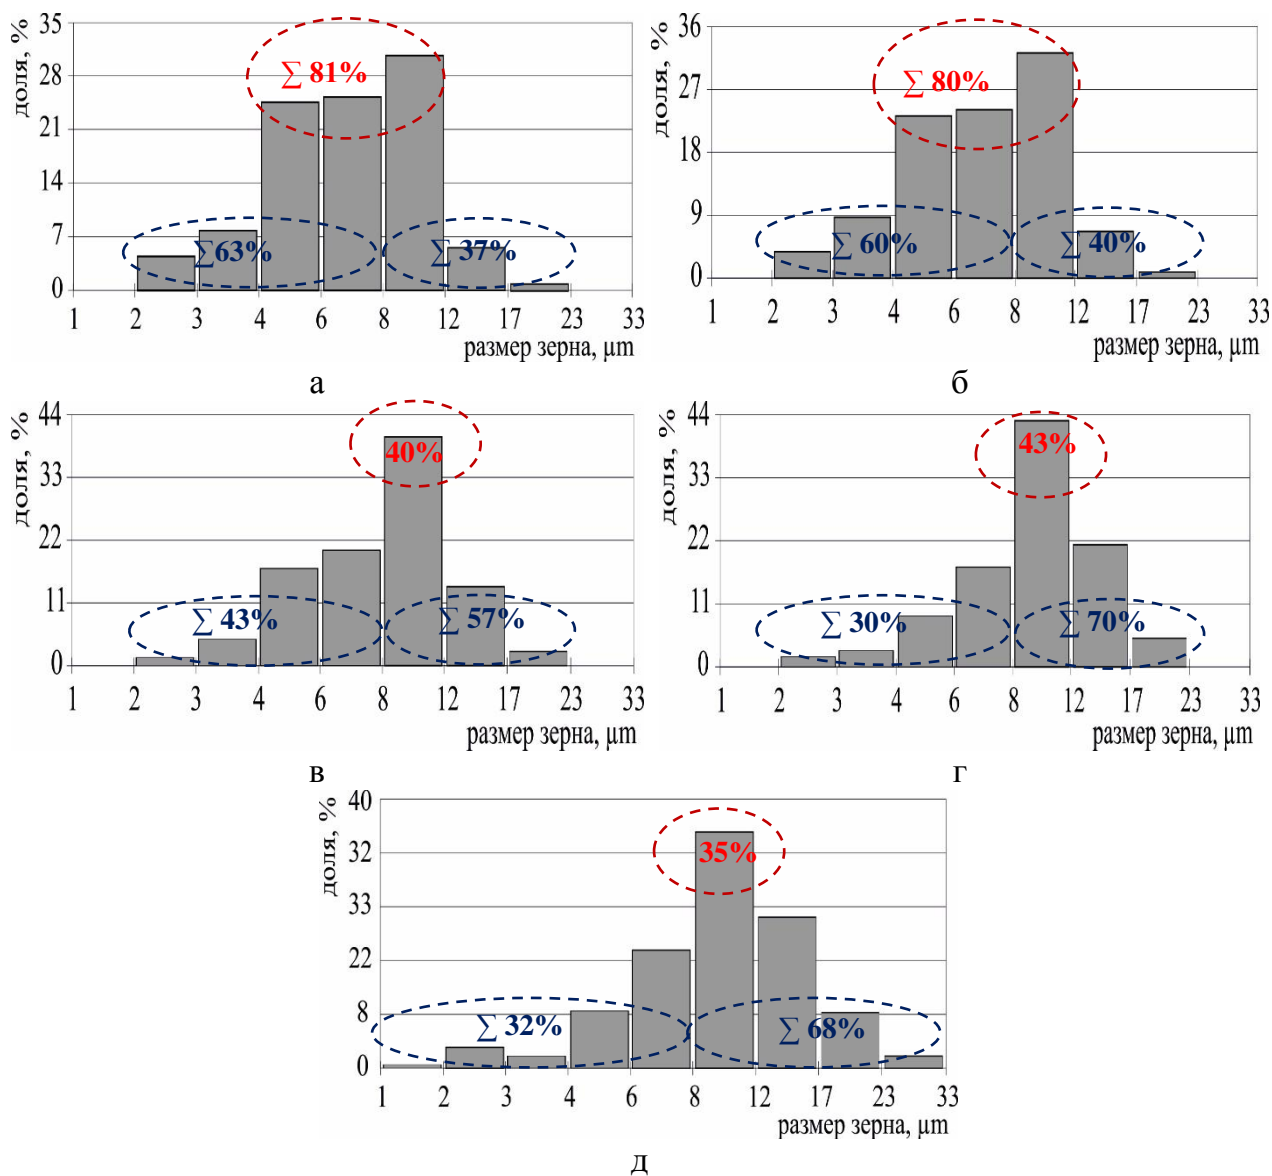 доля, %
35
28
21
14
7
0
∑ 81%
∑63%
∑ 37%
1 2 3 4 6 8 12 17 23 33
размер зерна, µm
а
доля, %
36
27
18
9
0
∑ 80%
∑ 60%
∑ 40%
1 2 3 4 6 8 12 17 23 33
размер зерна, µm
б
доля, %
44
33
22
11
0
40%
∑ 43%
∑ 57%
1 2 3 4 6 8 12 17 23 33
размер зерна, µm
в
доля, %
44
33
22
11
0
43%
∑ 30%
∑ 70%
1 2 3 4 6 8 12 17 23 33
размер зерна, µm
г
доля, %
40
32
33
22
8
0
35%
∑ 32%
∑ 68%
1 2 3 4 6 8 12 17 23 33
размер зерна, µm
д